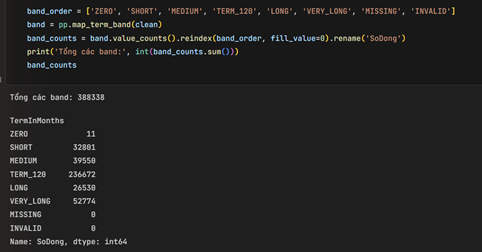 band_order = ['ZERO', 'SHORT', 'MEDIUM', 'TERM_120', 'LONG', 'VERY_LONG', 'MISSING', 'INVALID']
band = pp.map_term_band(clean)
band_counts = band.value_counts().reindex(band_order, fill_value=0).rename('SoDong')
print('Tổng các band:', int(band_counts.sum()))
band_counts
Tổng các band: 388338
TermInMonths
ZERO 11
SHORT 32801
MEDIUM 39550
TERM_120 236672
LONG 26530
VERY_LONG 52774
MISSING 0
INVALID 0
Name: SoDong, dtype: int64